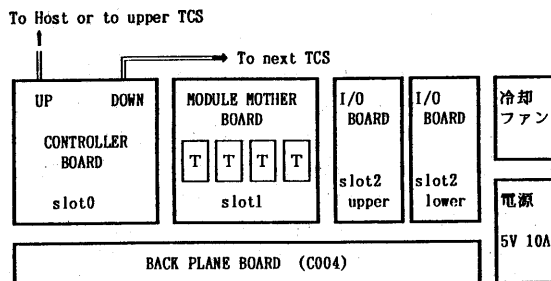 To Host or to upper TCS
To next TCS
UP DOWN
CONTROLLER
BOARD
slot0
MODULE MOTHER
BOARD
T T T T
slot1
I/O
BOARD
slot2
upper
I/O
BOARD
slot2
lower
冷却
ファン
電源
5V 10A
BACK PLANE BOARD (C004)